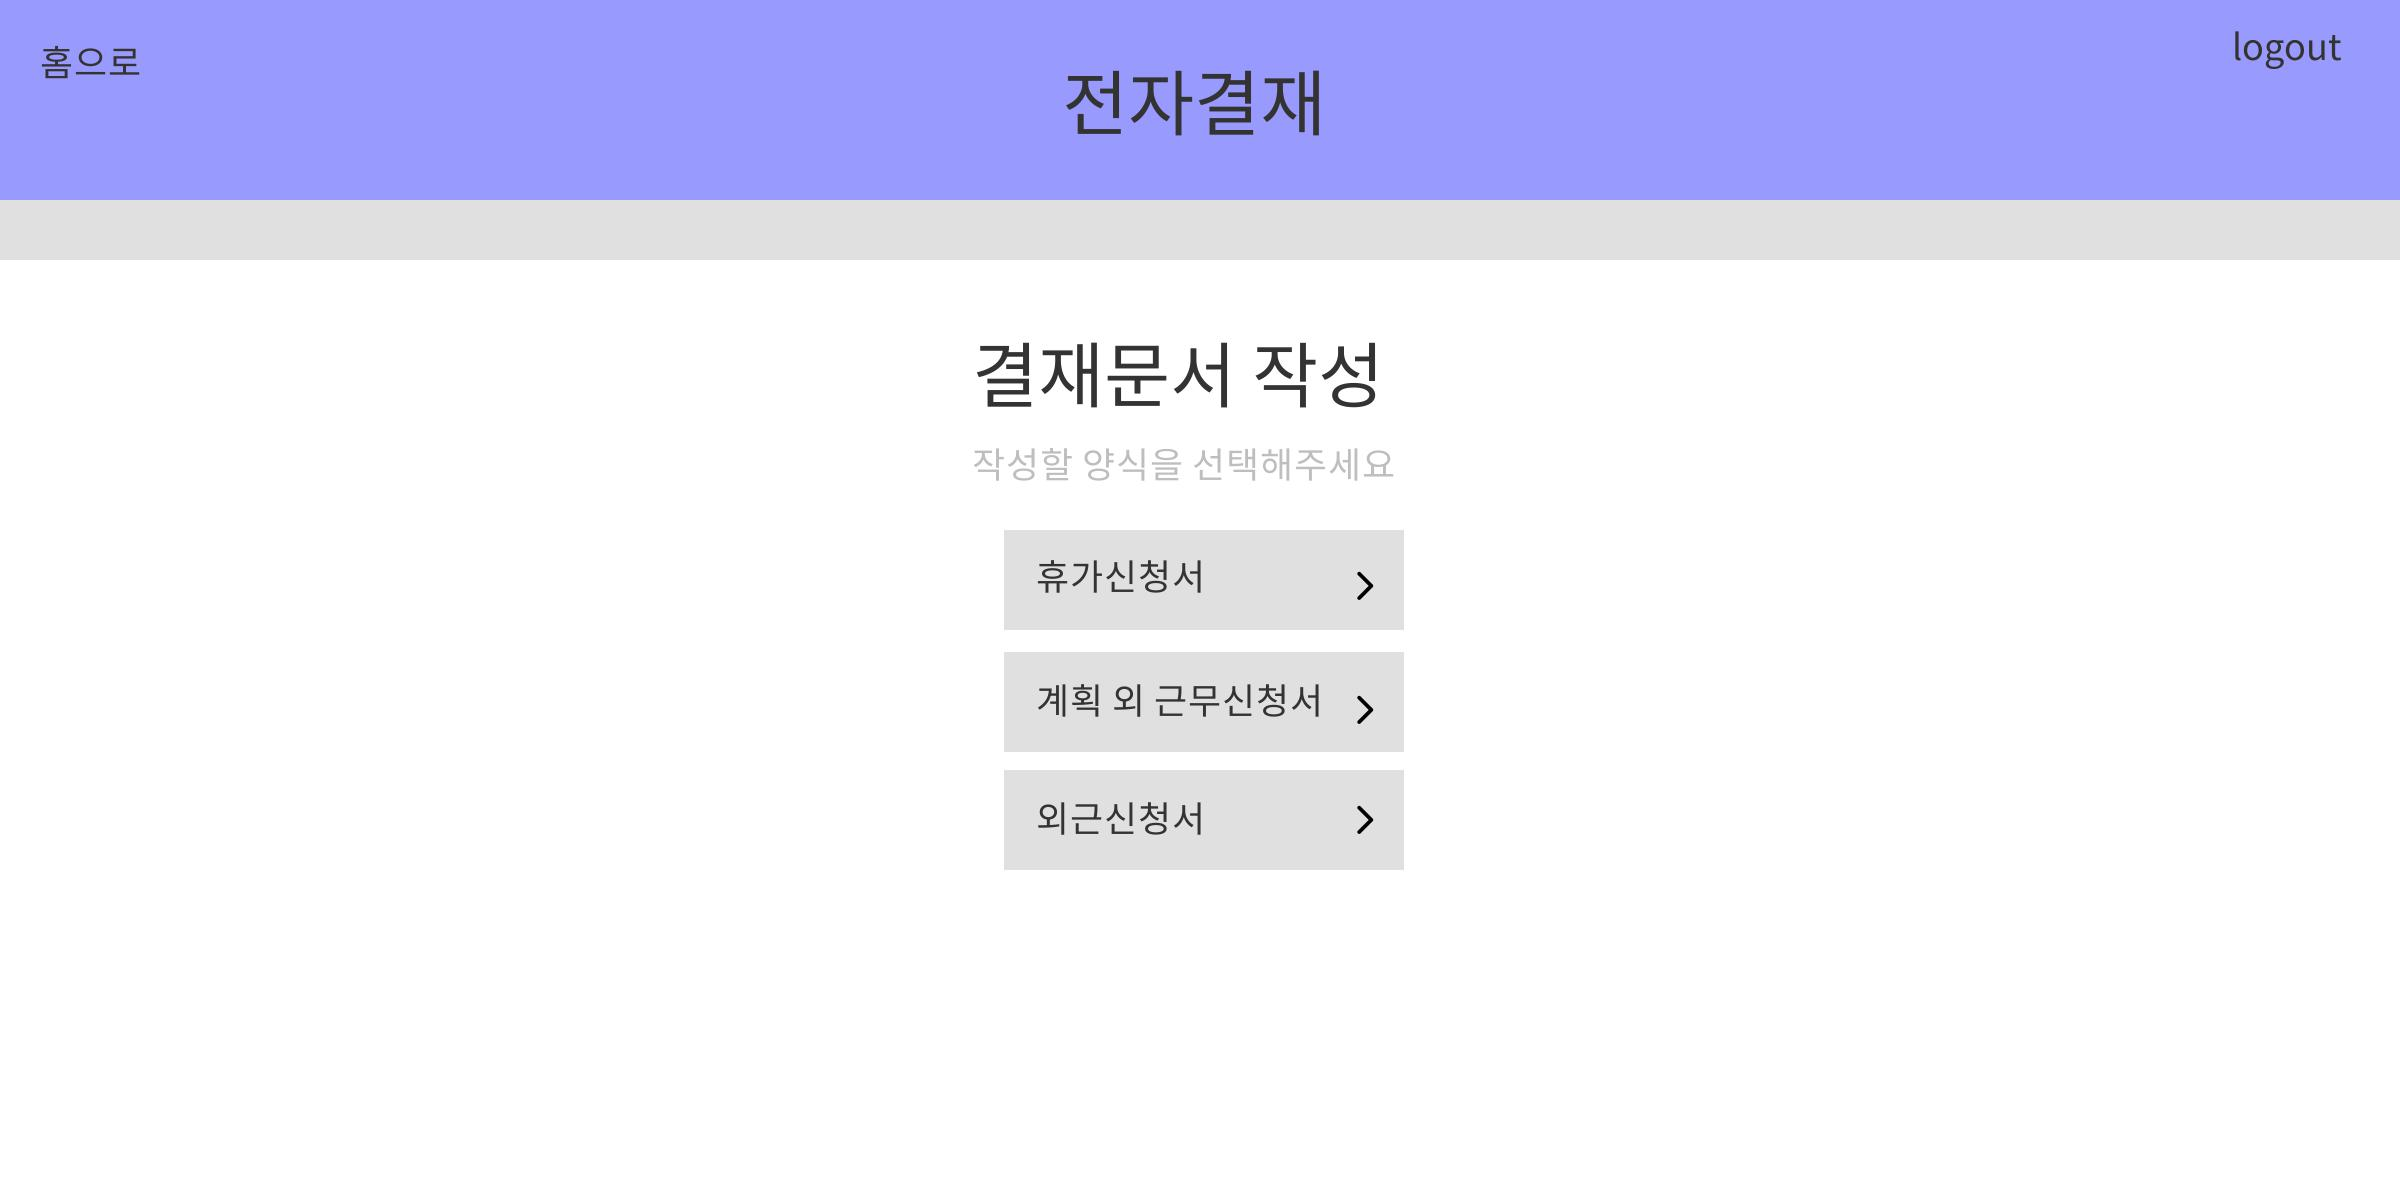 홈으로
logout
전자결재
결재문서 작성
작성할 양식을 선택해주세요
휴가신청서
계획 외 근무신청서
외근신청서